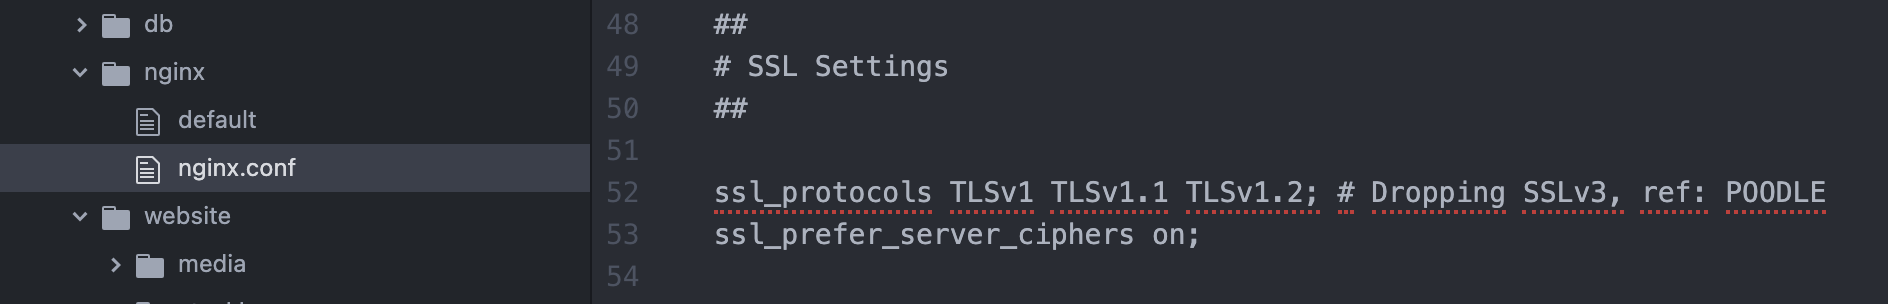 db
nginx
default
nginx.conf
website
media
48 ##
49 # SSL Settings
50 ##
51
52 ssl_protocols TLSv1 TLSv1.1 TLSv1.2; # Dropping SSLv3, ref: POODLE
53 ssl_prefer_server_ciphers on;
54